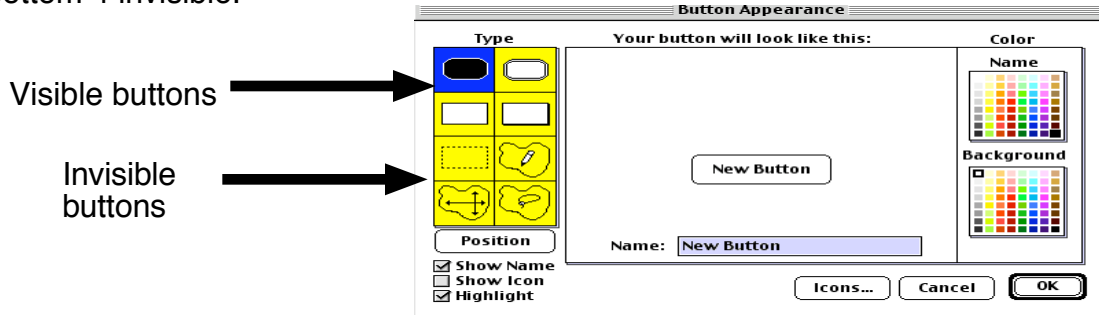 Button Appearance
Type
Your button will look like this:
Color
Name
Visible buttons
Invisible
buttons
New Button
Background
Position
Name: New Button
Show Name
Show Icon
Highlight
Icons...
Cancel
OK